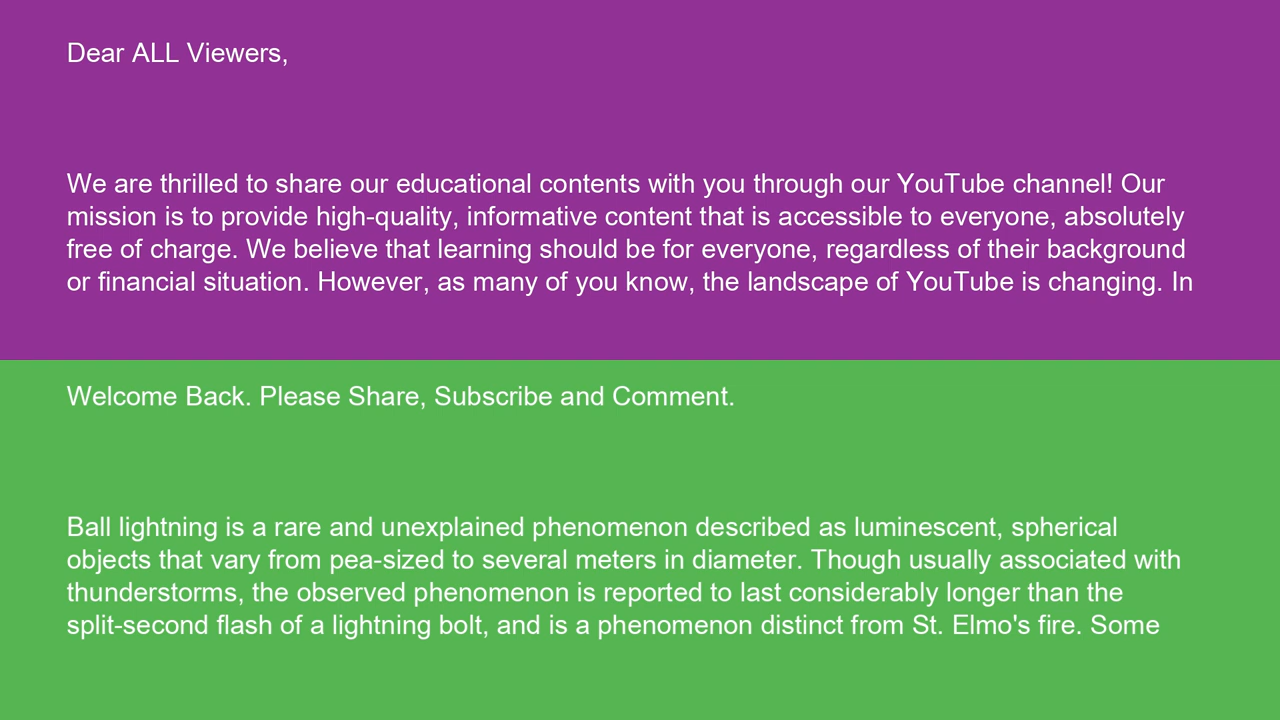 Dear ALL Viewers,
We are thrilled to share our educational contents with you through our YouTube channel! Our
mission is to provide high-quality, informative content that is accessible to everyone, absolutely
free of charge. We believe that learning should be for everyone, regardless of their background
or financial situation. However, as many of you know, the landscape of YouTube is changing. In
Welcome Back. Please Share, Subscribe and Comment.
Ball lightning is a rare and unexplained phenomenon described as luminescent, spherical
objects that vary from pea-sized to several meters in diameter. Though usually associated with
thunderstorms, the observed phenomenon is reported to last considerably longer than the
split-second flash of a lightning bolt, and is a phenomenon distinct from St. Elmo's fire. Some